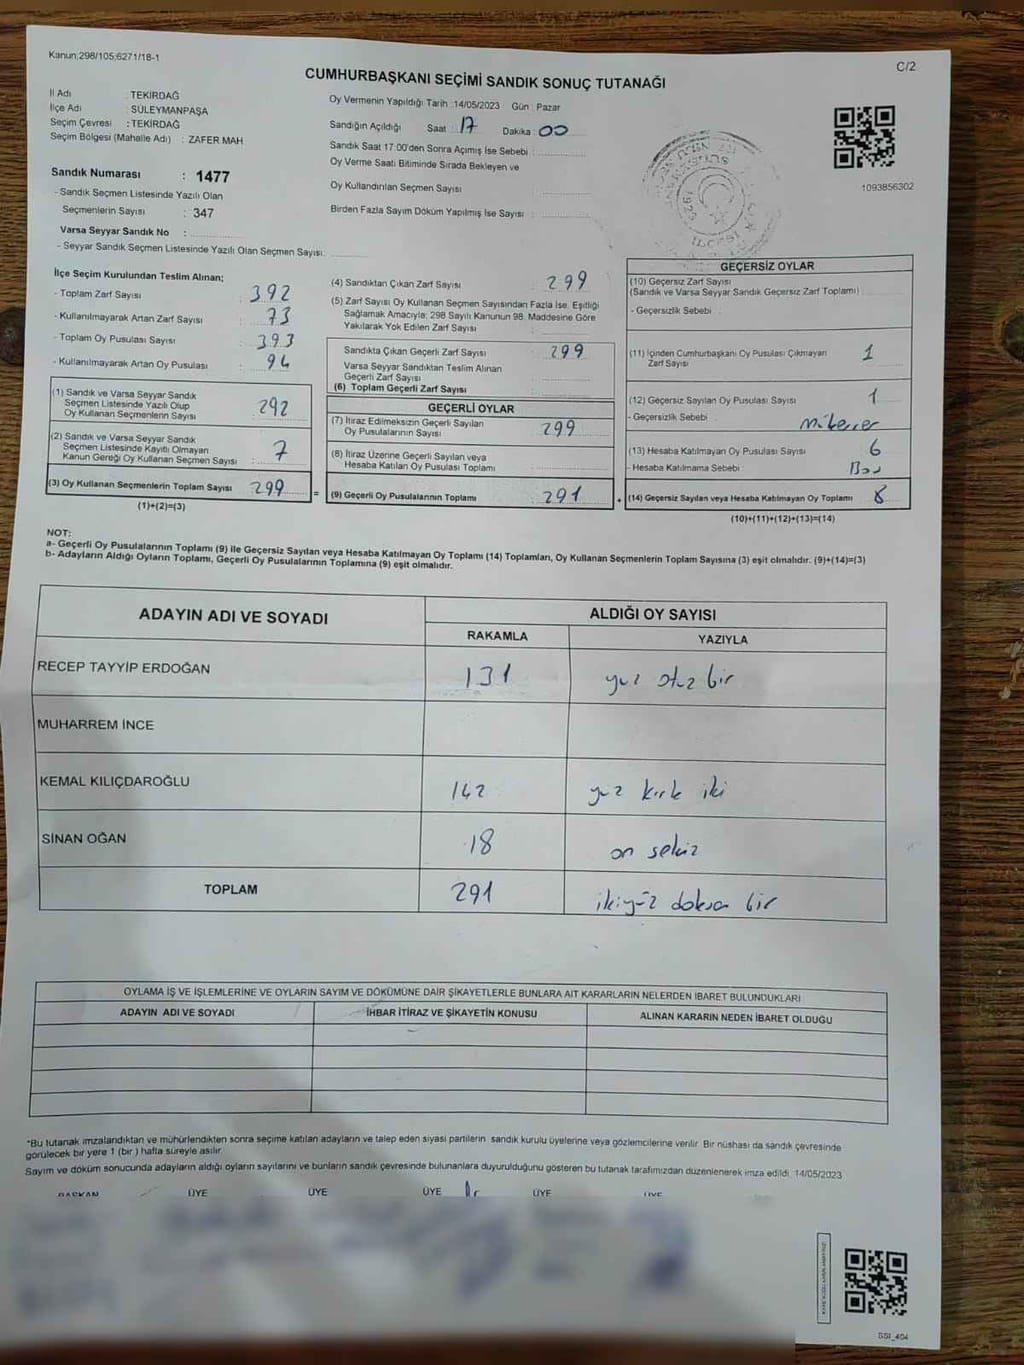 Kanun;298/105;6271/18-1
C/2
CUMHURBAŞKANI SEÇİMİ SANDIK SONUÇ TUTANAĞI
İl Adı : TEKİRDAĞ
İlçe Adı : SÜLEYMANPAŞA
Seçim Çevresi : TEKİRDAĞ
Seçim Bölgesi (Mahalle Adı) : ZAFER MAH
Sandık Numarası : 1477
- Sandık Seçmen Listesinde Yazılı Olan
Seçmenlerin Sayısı : 347
Varsa Seyyar Sandık No :
- Seyyar Sandık Seçmen Listesinde Yazılı Olan Seçmen Sayısı:
Oy Vermenin Yapıldığı Tarih :14/05/2023 Gün : Pazar
Sandığın Açıldığı Saat : 17 Dakika : 00
Sandık Saat 17:00'den Sonra Açımış İse Sebebi :
Oy Verme Saati Bitiminde Sırada Bekleyen ve
Oy Kullandırılan Seçmen Sayısı
Birden Fazla Sayım Döküm Yapılmış İse Sayısı :
1093856302
İlçe Seçim Kurulundan Teslim Alınan;
- Toplam Zarf Sayısı : 392
- Kullanılmayarak Artan Zarf Sayısı : 73
- Toplam Oy Pusulası Sayısı : 393
- Kullanılmayarak Artan Oy Pusulası : 94
(1) Sandık ve Varsa Seyyar Sandık
Seçmen Listesinde Yazılı Olup
Oy Kullanan Seçmenlerin Sayısı 292
(2) Sandık ve Varsa Seyyar Sandık
Seçmen Listesinde Kayıtlı Olmayan
Kanun Gereği Oy Kullanan Seçmen Sayısı : 7
(3) Oy Kullanan Seçmenlerin Toplam Sayısı : 299
(1)+(2)=(3)
(4) Sandıktan Çıkan Zarf Sayısı : 299
(5) Zarf Sayısı Oy Kullanan Seçmen Sayısından Fazla İse, Eşitliği
Sağlamak Amacıyla; 298 Sayılı Kanunun 98. Maddesine Göre
Yakılarak Yok Edilen Zarf Sayısı
Sandıkta Çıkan Geçerli Zarf Sayısı : 299
Varsa Seyyar Sandıktan Teslim Alınan
Geçerli Zarf Sayısı
(6) Toplam Geçerli Zarf Sayısı
GEÇERLİ OYLAR
(7) İtiraz Edilmeksizin Geçerli Sayılan
Oy Pusulalarının Sayısı 299
(8) İtiraz Üzerine Geçerli Sayılan veya
Hesaba Katılan Oy Pusulası Toplamı
=
(9) Geçerli Oy Pusulalarının Toplamı 291
+
GEÇERSİZ OYLAR
(10) Geçersiz Zarf Sayısı
(Sandık ve Varsa Seyyar Sandık Geçersiz Zarf Toplamı)
- Geçersizlik Sebebi :
(11) İçinden Cumhurbaşkanı Oy Pusulası Çıkmayan
Zarf Sayısı 1
(12) Geçersiz Sayılan Oy Pusulası Sayısı 1
- Geçersizlik Sebebi :
(13) Hesaba Katılmayan Oy Pusulası Sayısı 6
- Hesaba Katılmama Sebebi :
(14) Geçersiz Sayılan veya Hesaba Katılmayan Oy Toplamı 8
(10)+(11)+(12)+(13)=(14)
NOT:
a- Geçerli Oy Pusulalarının Toplamı (9) ile Geçersiz Sayılan veya Hesaba Katılmayan Oy Toplamı (14) Toplamları, Oy Kullanan Seçmenlerin Toplam Sayısına (3) eşit olmalıdır. (9)+(14)=(3)
b- Adayların Aldığı Oyların Toplamı, Geçerli Oy Pusulalarının Toplamına (9) eşit olmalıdır.
ADAYIN ADI VE SOYADI
ALDIĞI OY SAYISI
RAKAMLA YAZIYLA
RECEP TAYYİP ERDOĞAN 131 yuz otuz bir
MUHARREM İNCE
KEMAL KILIÇDAROĞLU 142 yuz kırk iki
SİNAN OĞAN 18 on sekiz
TOPLAM 291 ikiyüz doksan bir
OYLAMA İŞ VE İŞLEMLERİNE VE OYLARIN SAYIM VE DÖKÜMÜNE DAİR ŞİKAYETLERLE BUNLARA AİT KARARLARIN NELERDEN İBARET BULUNDUKLARI
ADAYIN ADI VE SOYADI İHBAR İTİRAZ VE ŞİKAYETİN KONUSU ALINAN KARARIN NEDEN İBARET OLDUĞU
*Bu tutanak imzalandıktan ve mühürlendikten sonra seçime katılan adayların ve talep eden siyasi partilerin sandık kurulu üyelerine veya gözlemcilerine verilir. Bir nüshası da sandık çevresinde
görülecek bir yere 1 (bir ) hafta süreyle asılır.
Sayım ve döküm sonucunda adayların aldığı oyların sayılarını ve bunların sandık çevresinde bulunanlara duyurulduğunu gösteren bu tutanak tarafımızdan düzenlenerek imza edildi. 14/05/2023
BAŞKAN ÜYE ÜYE ÜYE ÜYE ÜYE
SSI_404